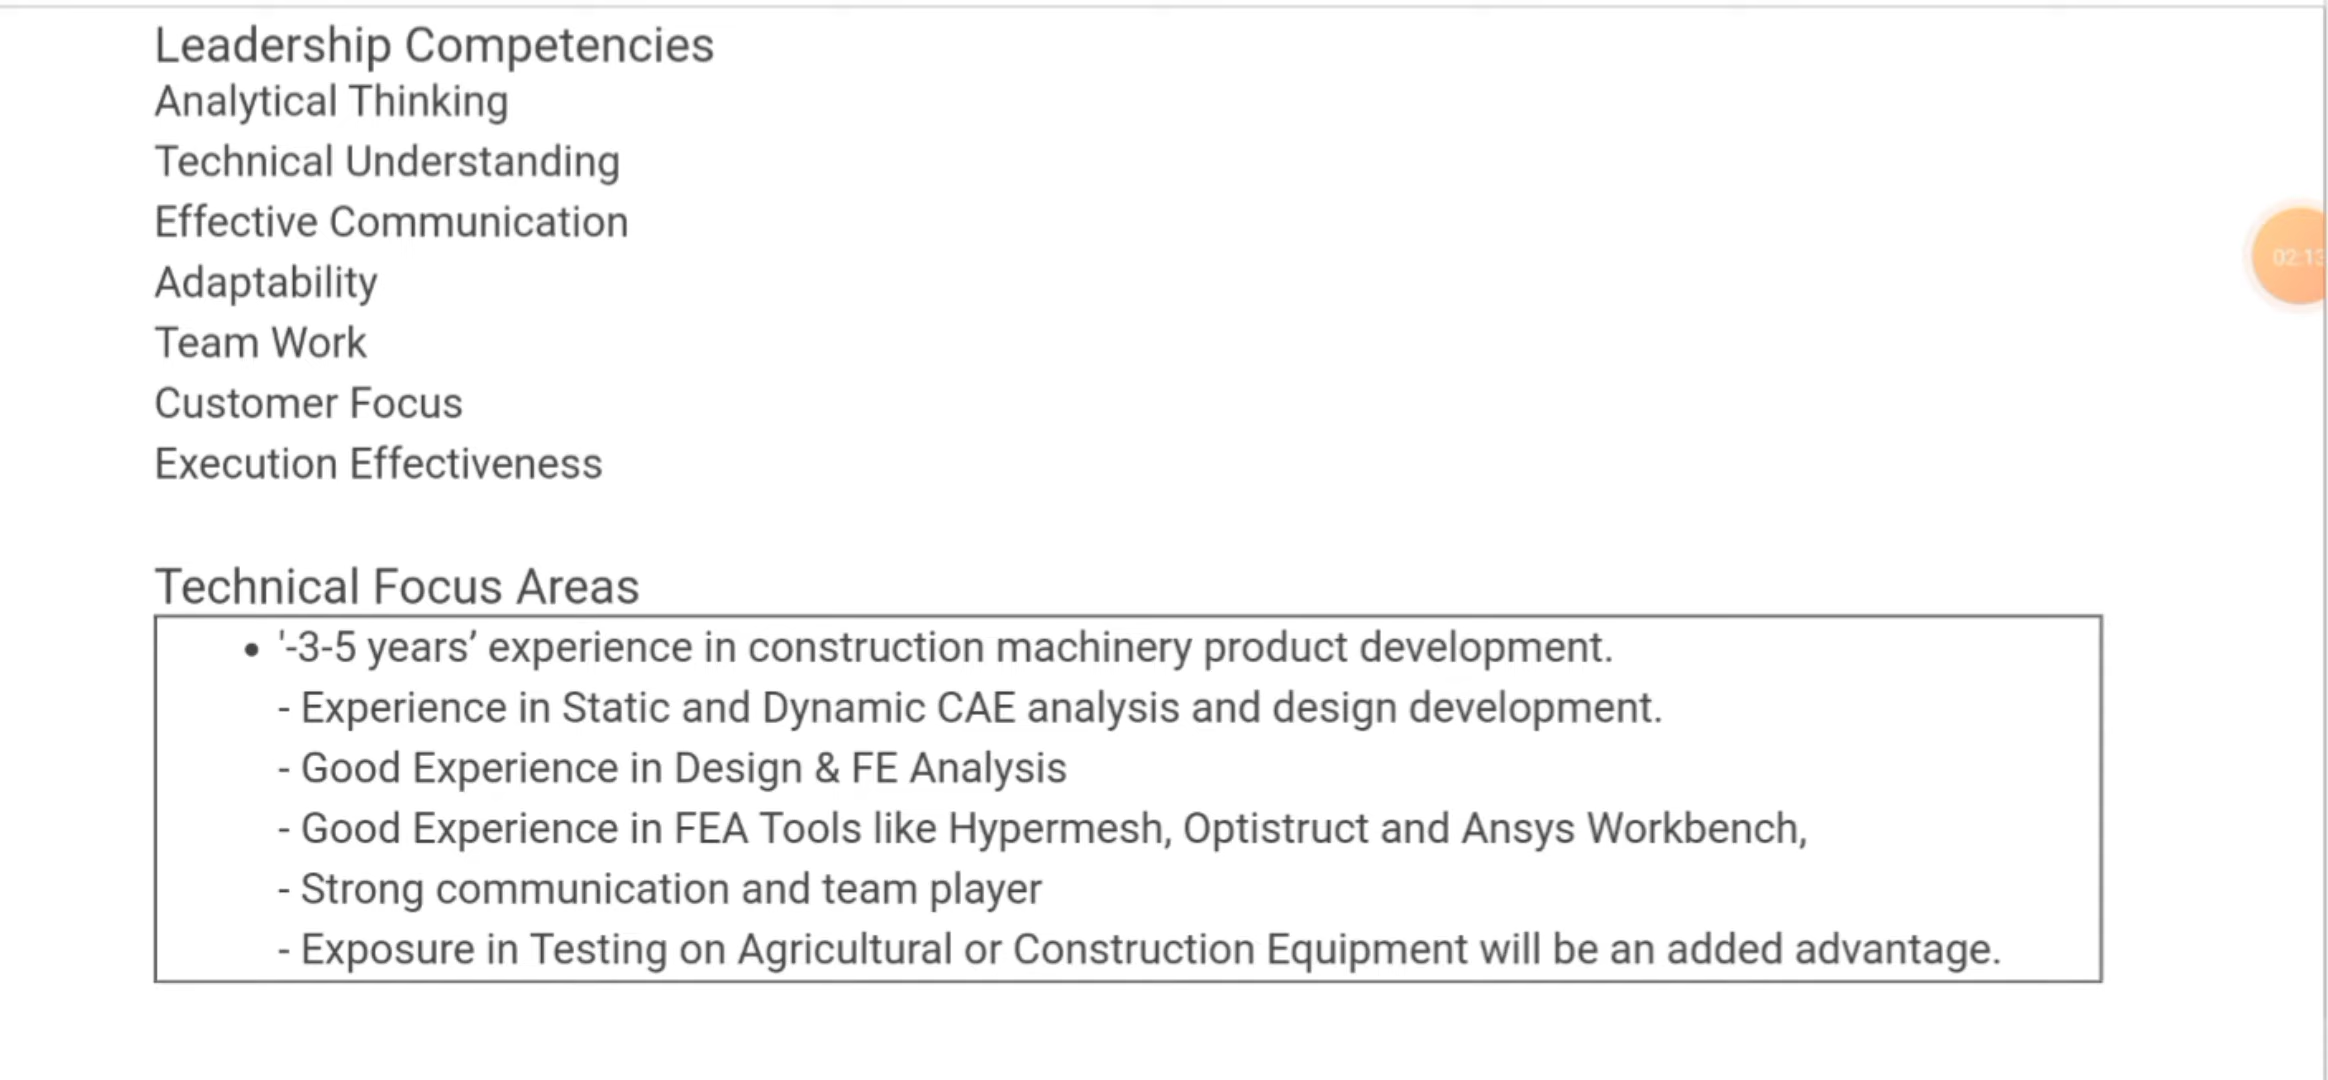 Leadership Competencies
Analytical Thinking
Technical Understanding
Effective Communication
Adaptability
Team Work
Customer Focus
Execution Effectiveness
Technical Focus Areas
• '-3-5 years’ experience in construction machinery product development.
- Experience in Static and Dynamic CAE analysis and design development.
- Good Experience in Design & FE Analysis
- Good Experience in FEA Tools like Hypermesh, Optistruct and Ansys Workbench,
- Strong communication and team player
- Exposure in Testing on Agricultural or Construction Equipment will be an added advantage.
02:13